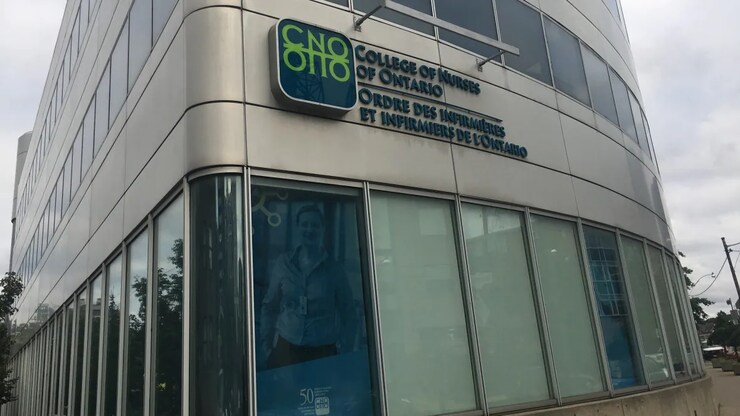 CNO
OIIO
COLLEGE OF NURSES
OF ONTARIO
ORDRE DES INFIRMIÈRES
ET INFIRMIERS DE L'ONTARIO
50